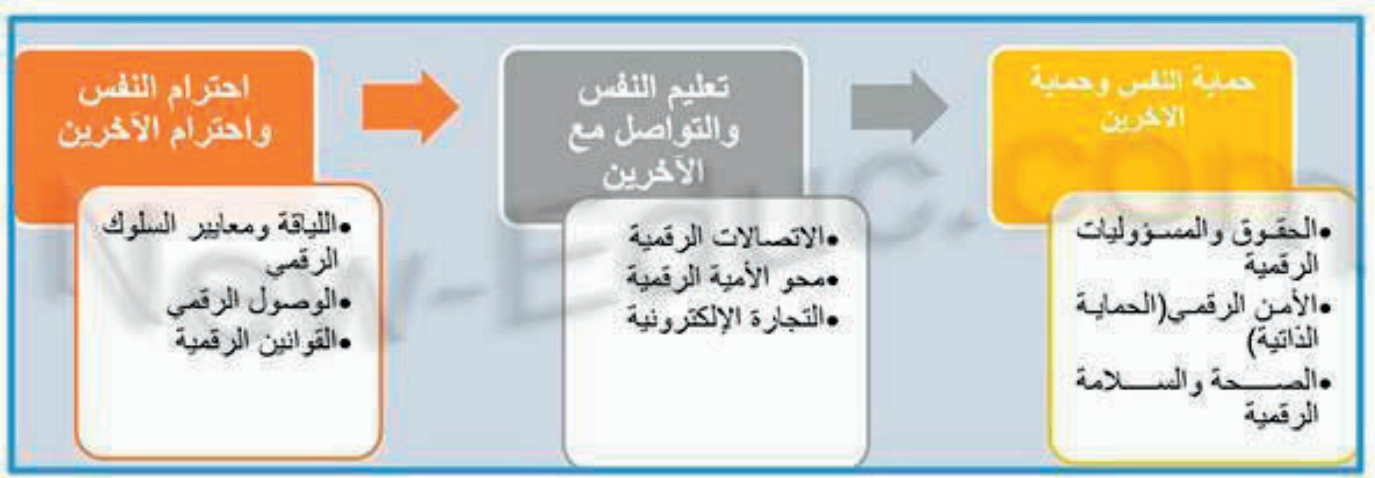 احترام النفس
واحترام الآخرين
اللياقة ومعايير السلوك
الرقمي
الوصول الرقمي
القوانين الرقمية
تعليم النفس
والتواصل مع
الآخرين
الاتصالات الرقمية
محو الأمية الرقمية
التجارة الإلكترونية
حماية النفس وحماية
الآخرين
الحقوق والمسؤوليات
الرقمية
الأمن الرقمي(الحماية
الذاتية)
الصحة والسلامة
الرقمية